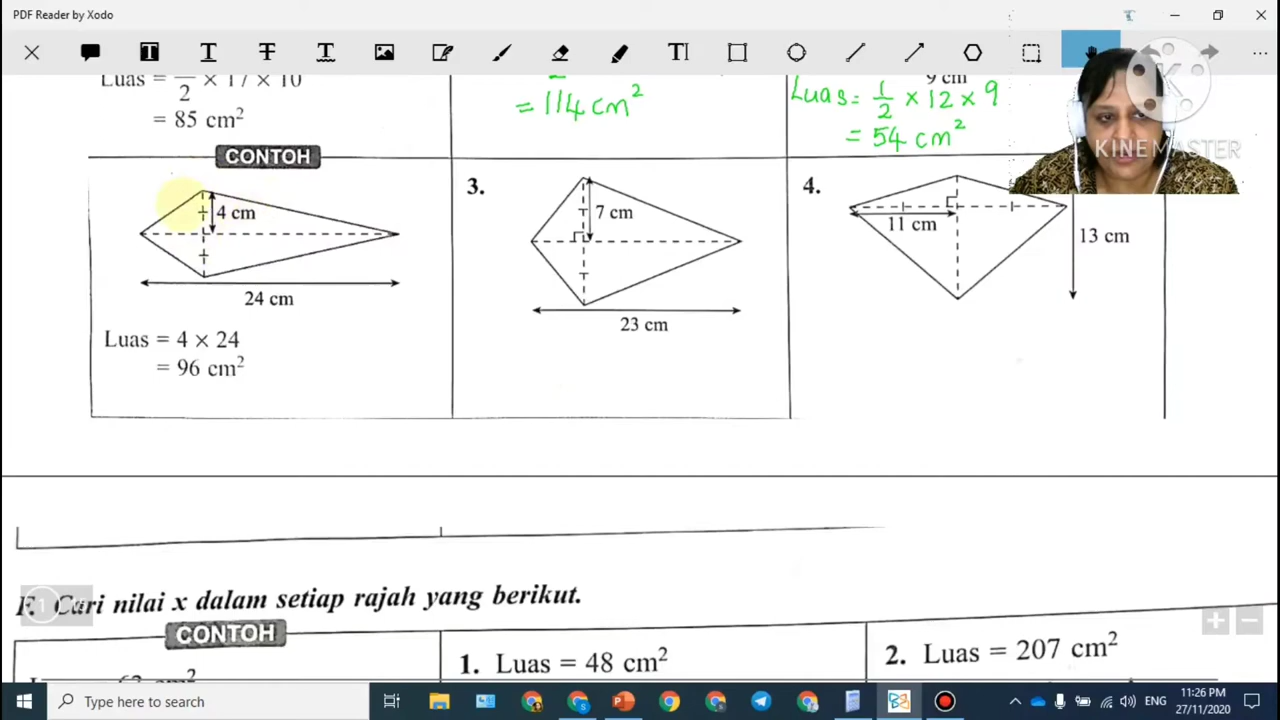 PDF Reader by Xodo
Luas = 1/2 × 17 × 10
= 85 cm²
= 114 cm²
9 cm
Luas = 1/2 × 12 × 9
= 54 cm²
KINEMASTER
CONTOH
4 cm
24 cm
Luas = 4 × 24
= 96 cm²
3.
7 cm
23 cm
4.
11 cm
13 cm
F. Cari nilai x dalam setiap rajah yang berikut.
CONTOH
1. Luas = 48 cm²
2. Luas = 207 cm²
Type here to search
ENG
11:26 PM
27/11/2020